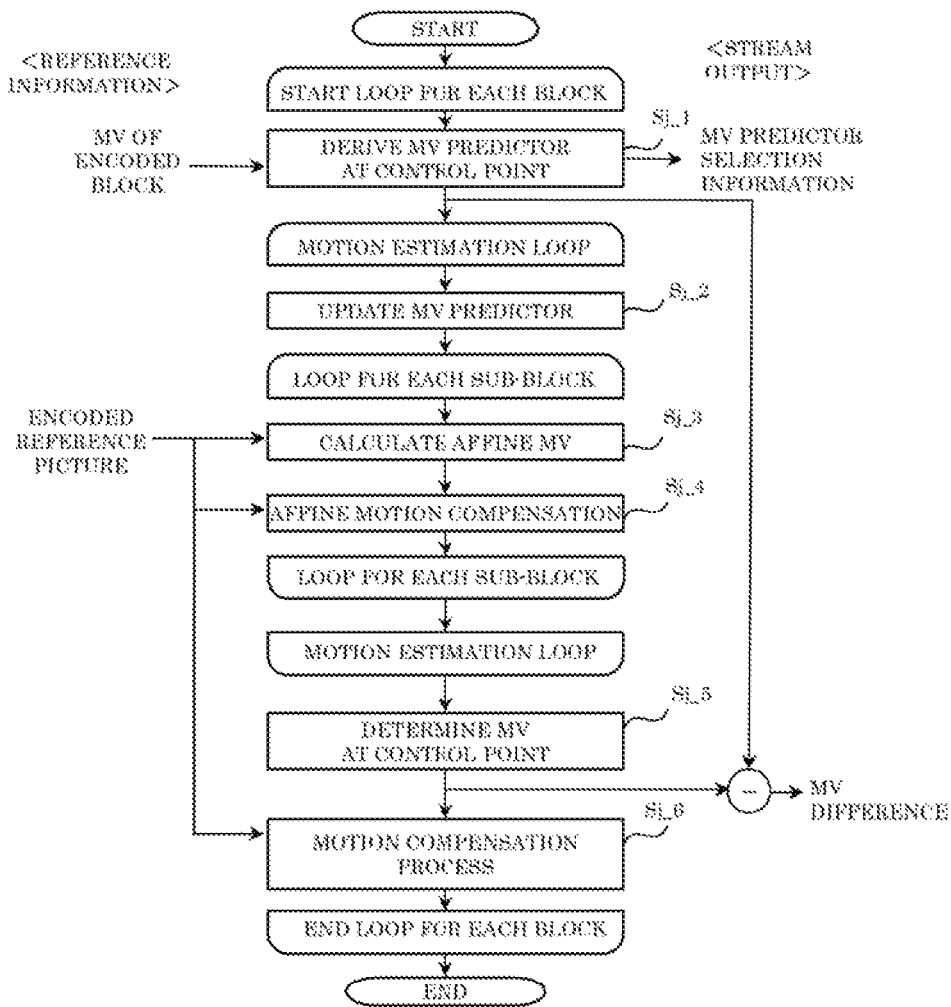 START
<REFERENCE
INFORMATION>
<STREAM
OUTPUT>
START LOOP FOR EACH BLOCK
Sj_1
MV OF
ENCODED
BLOCK
DERIVE MV PREDICTOR
AT CONTROL POINT
MV PREDICTOR
SELECTION
INFORMATION
MOTION ESTIMATION LOOP
Sj_2
UPDATE MV PREDICTOR
LOOP FOR EACH SUB-BLOCK
ENCODED
REFERENCE
PICTURE
Sj_3
CALCULATE AFFINE MV
Sj_4
AFFINE MOTION COMPENSATION
LOOP FOR EACH SUB-BLOCK
MOTION ESTIMATION LOOP
Sj_5
DETERMINE MV
AT CONTROL POINT
−
MV
DIFFERENCE
Sj_6
MOTION COMPENSATION
PROCESS
END LOOP FOR EACH BLOCK
END